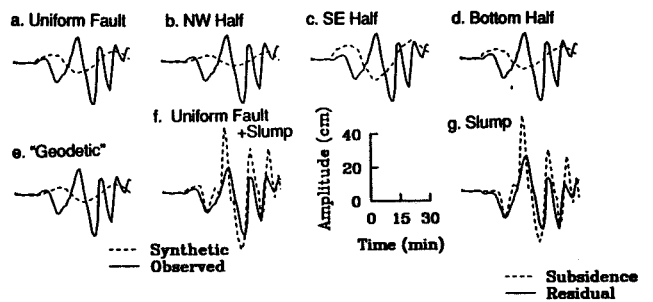 a. Uniform Fault
b. NW Half
c. SE Half
d. Bottom Half
e. "Geodetic"
f. Uniform Fault
+Slump
Amplitude (cm)
40
20
0
0 15 30
Time (min)
g. Slump
Synthetic
Observed
Subsidence
Residual